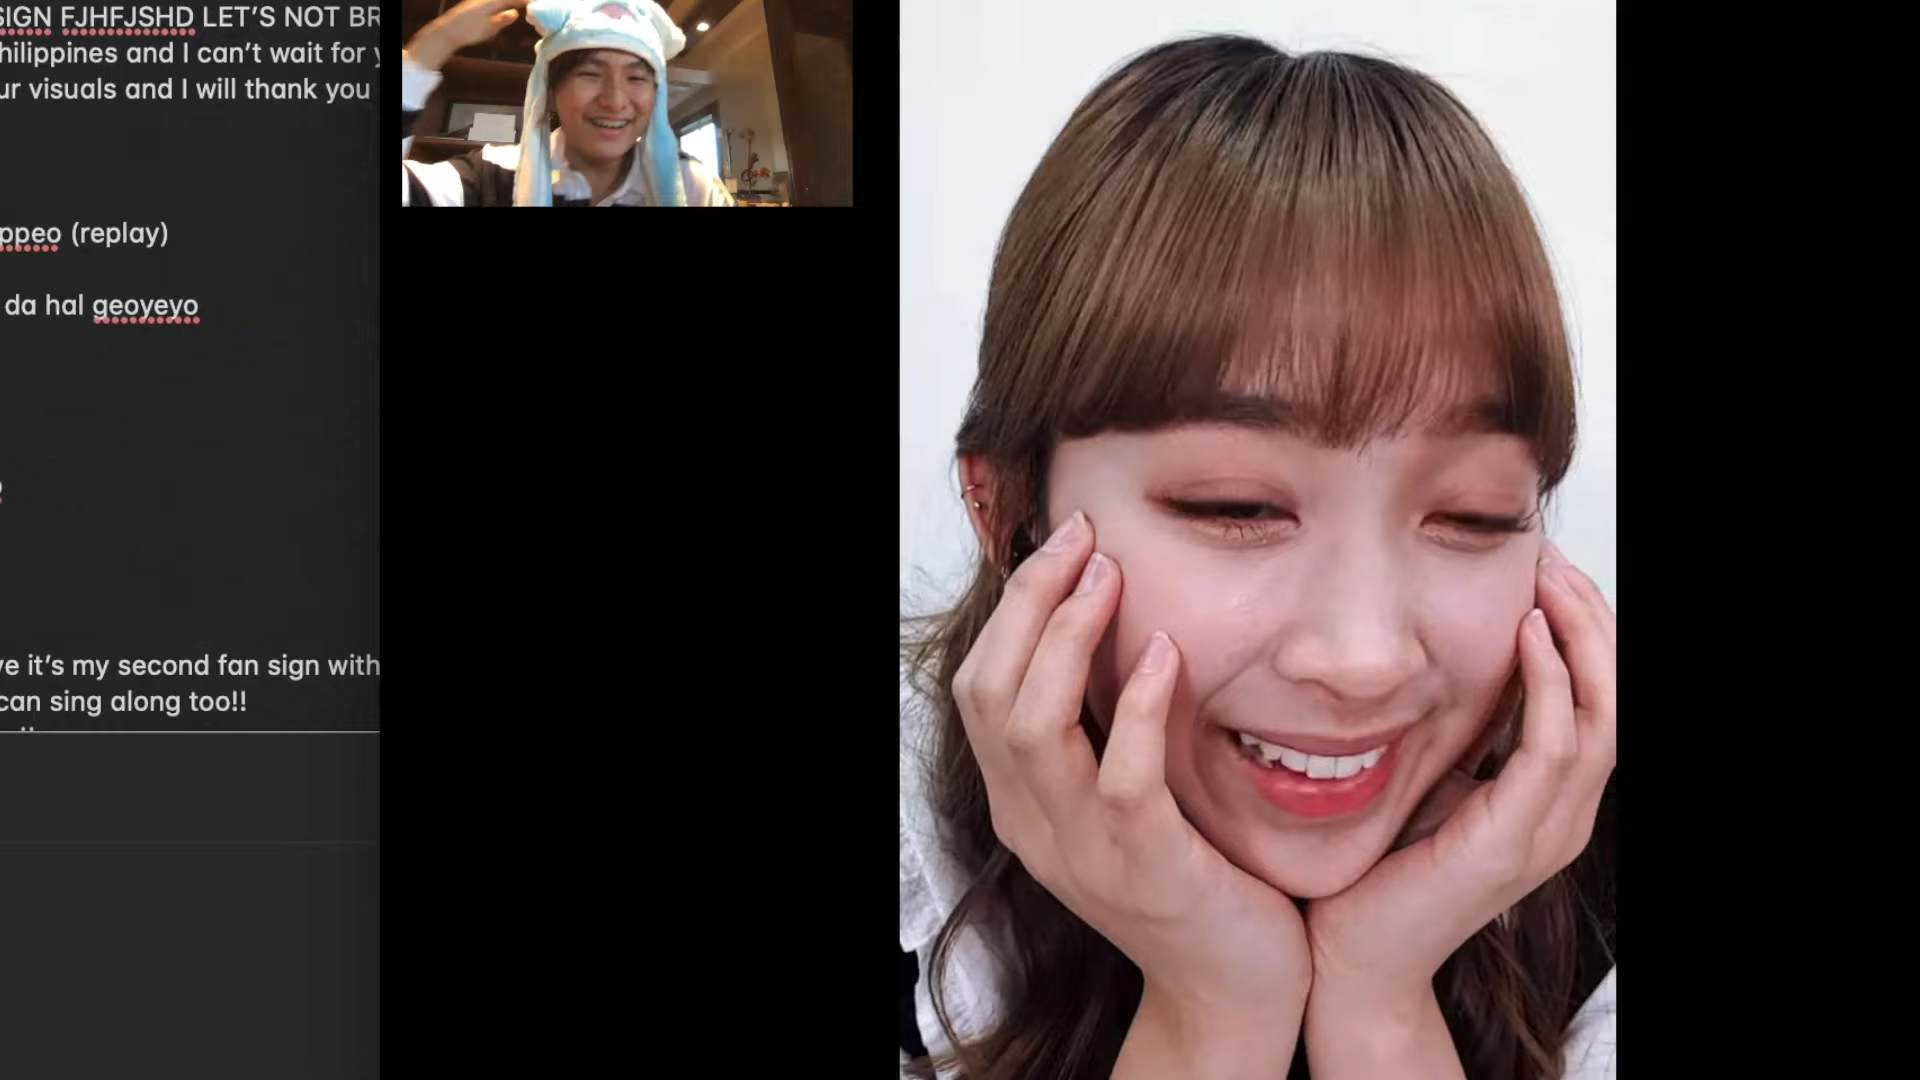 SIGN FJHFJSHD LET'S NOT BR
hilippines and I can't wait for
ur visuals and I will thank you
ppeo (replay)
da hal geoyeyo
ve it's my second fan sign with
can sing along too!!